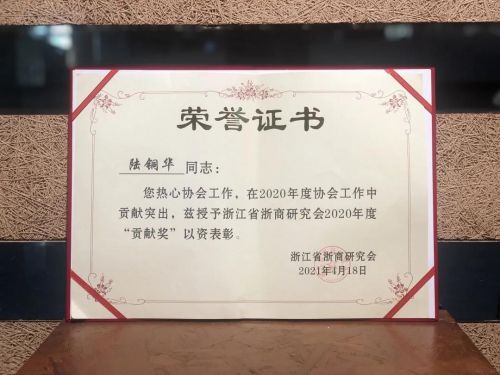 荣誉证书
陆铜华 同志：
您热心协会工作，在2020年度协会工作中
贡献突出，兹授予浙江省浙商研究会2020年度
“贡献奖”以资表彰。
浙江省浙商研究会
2021年4月18日